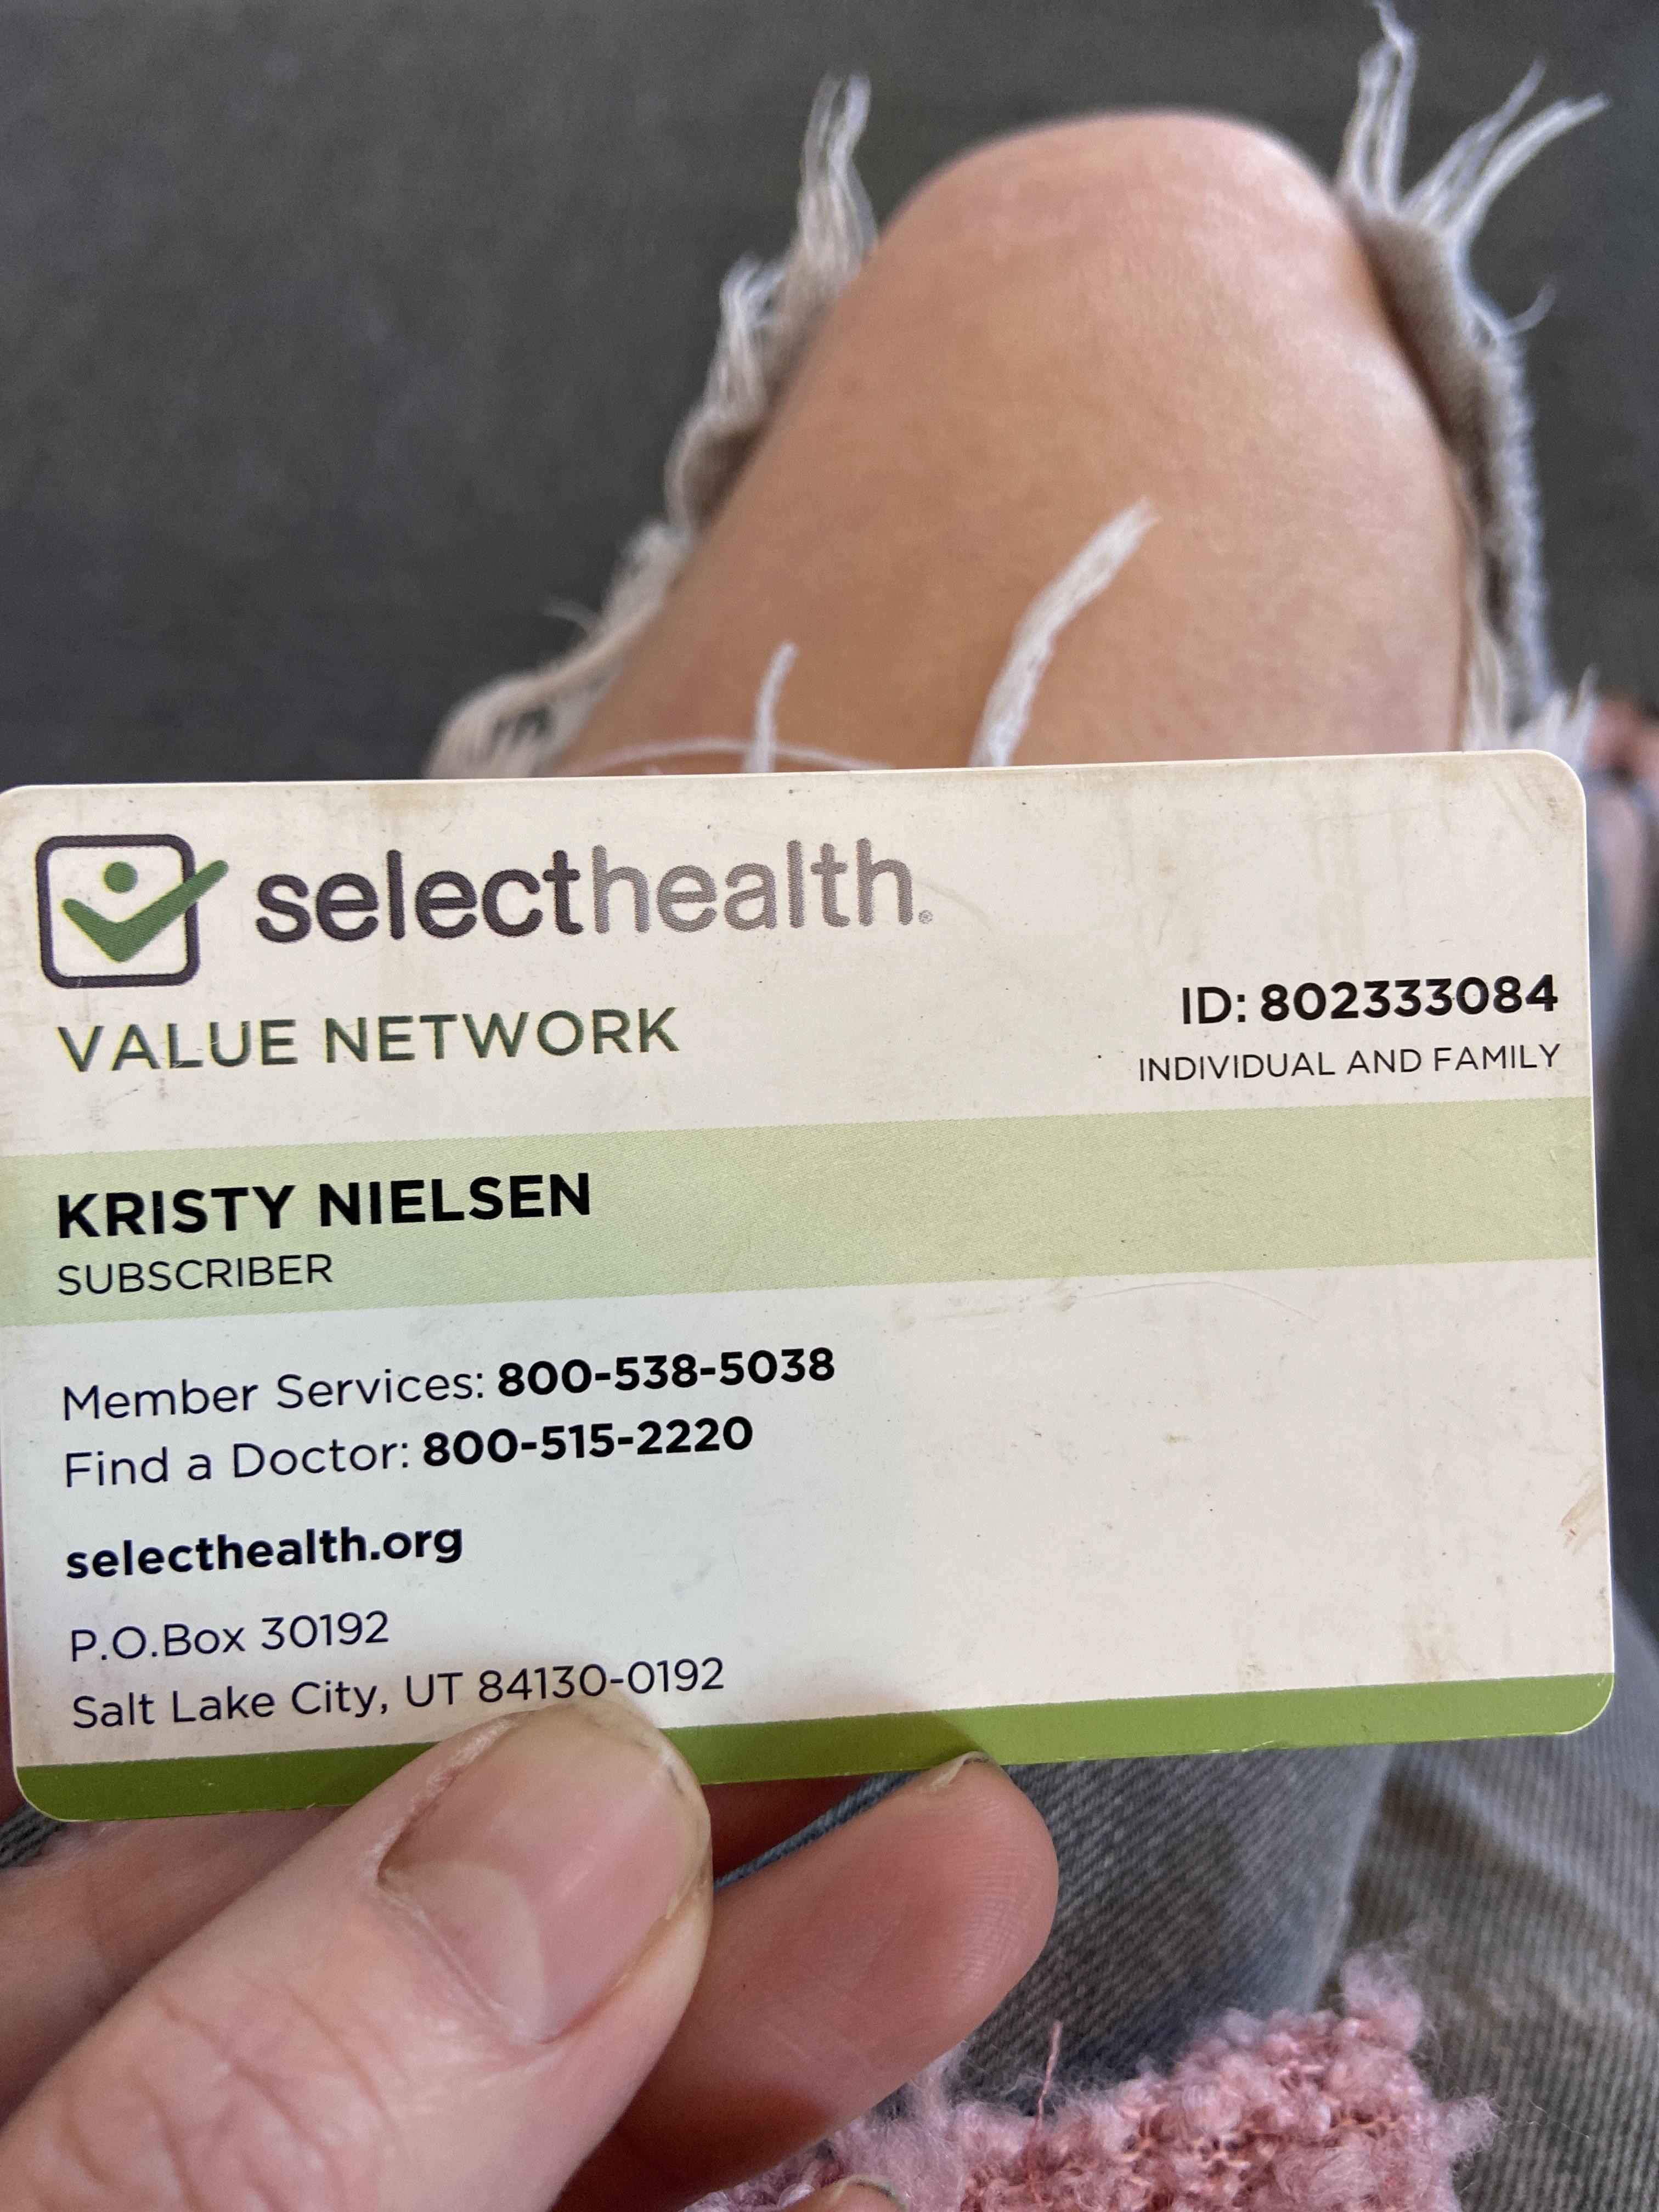 selecthealth®
VALUE NETWORK
ID: 802333084
INDIVIDUAL AND FAMILY
KRISTY NIELSEN
SUBSCRIBER
Member Services: 800-538-5038
Find a Doctor: 800-515-2220
selecthealth.org
P.O.Box 30192
Salt Lake City, UT 84130-0192